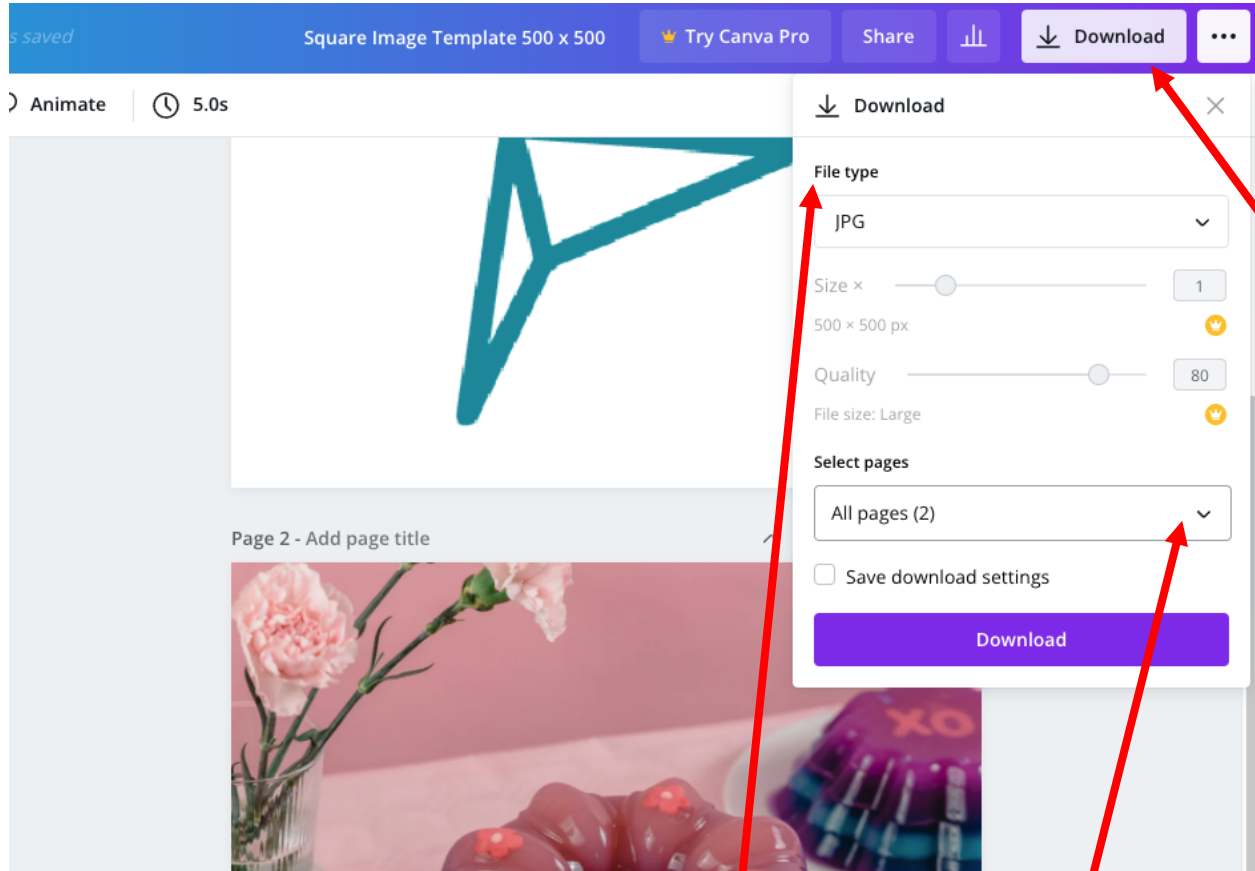 s saved
Square Image Template 500 x 500
Try Canva Pro
Share
Download
Animate
5.0s
Download
File type
JPG
Size ×
1
500 × 500 px
Quality
80
File size: Large
Select pages
All pages (2)
Page 2 - Add page title
Save download settings
Download
XO